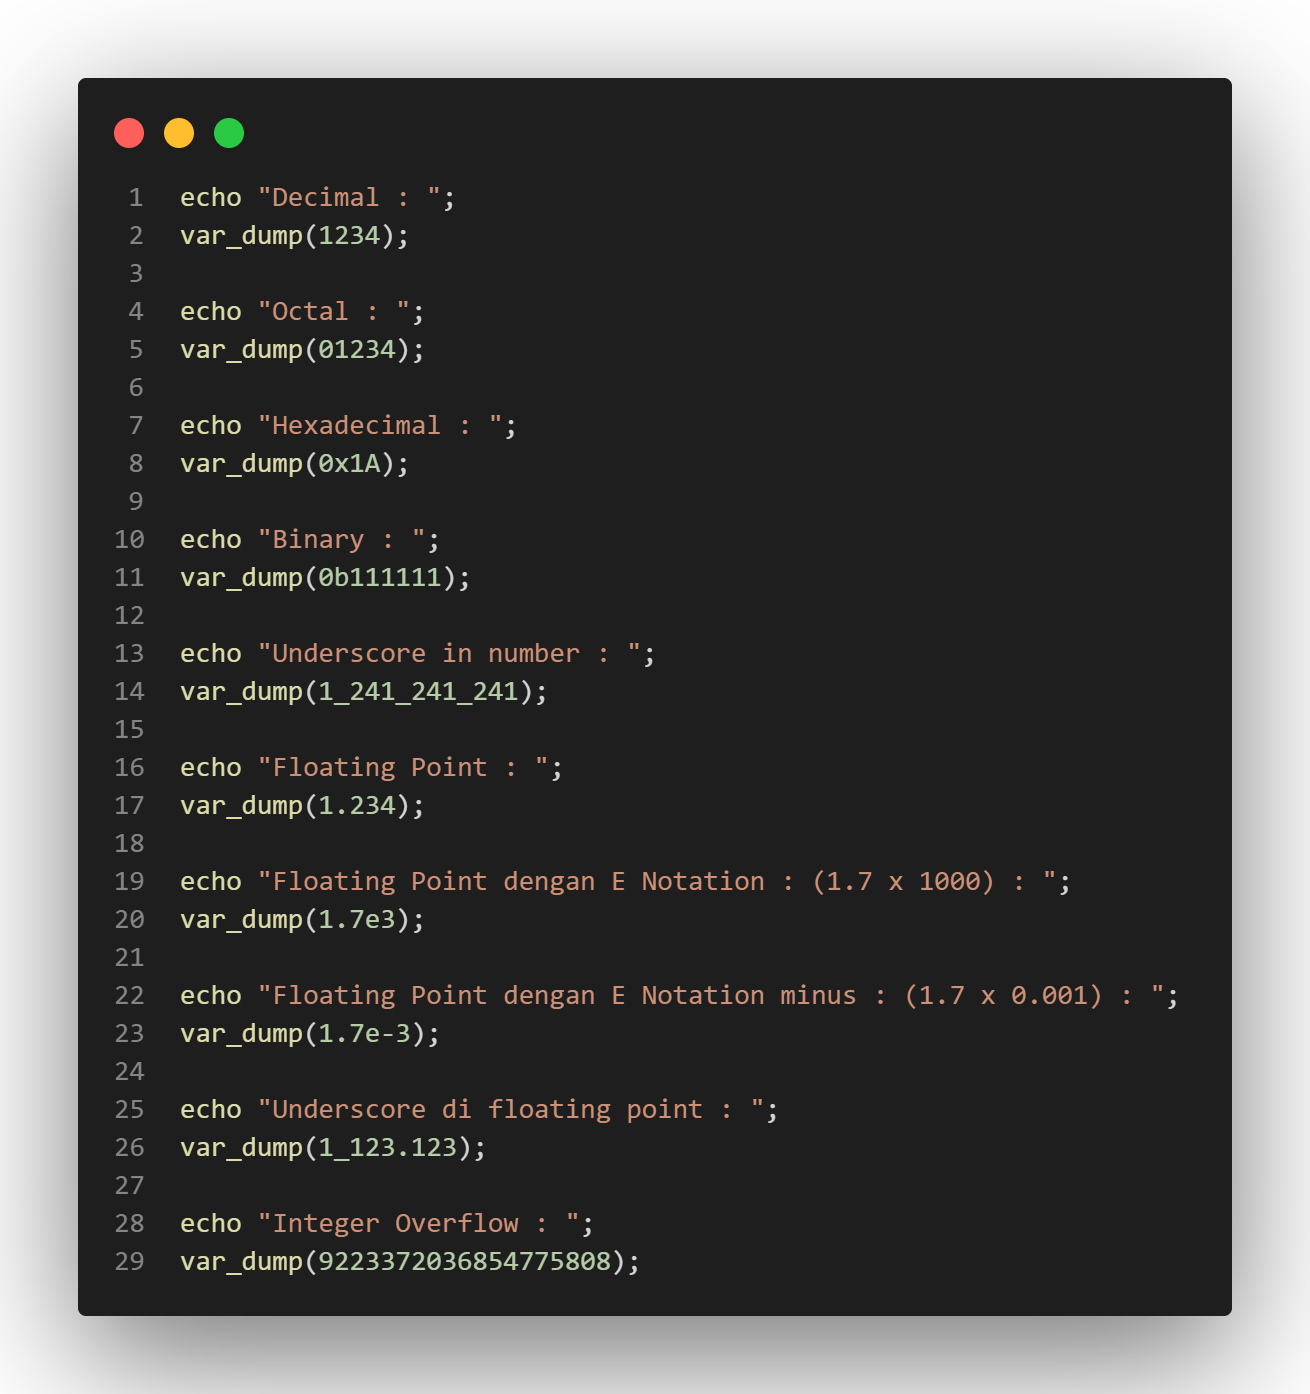 1 echo "Decimal : ";
2 var_dump(1234);
3
4 echo "Octal : ";
5 var_dump(01234);
6
7 echo "Hexadecimal : ";
8 var_dump(0x1A);
9
10 echo "Binary : ";
11 var_dump(0b111111);
12
13 echo "Underscore in number : ";
14 var_dump(1_241_241_241);
15
16 echo "Floating Point : ";
17 var_dump(1.234);
18
19 echo "Floating Point dengan E Notation : (1.7 x 1000) : ";
20 var_dump(1.7e3);
21
22 echo "Floating Point dengan E Notation minus : (1.7 x 0.001) : ";
23 var_dump(1.7e-3);
24
25 echo "Underscore di floating point : ";
26 var_dump(1_123.123);
27
28 echo "Integer Overflow : ";
29 var_dump(9223372036854775808);